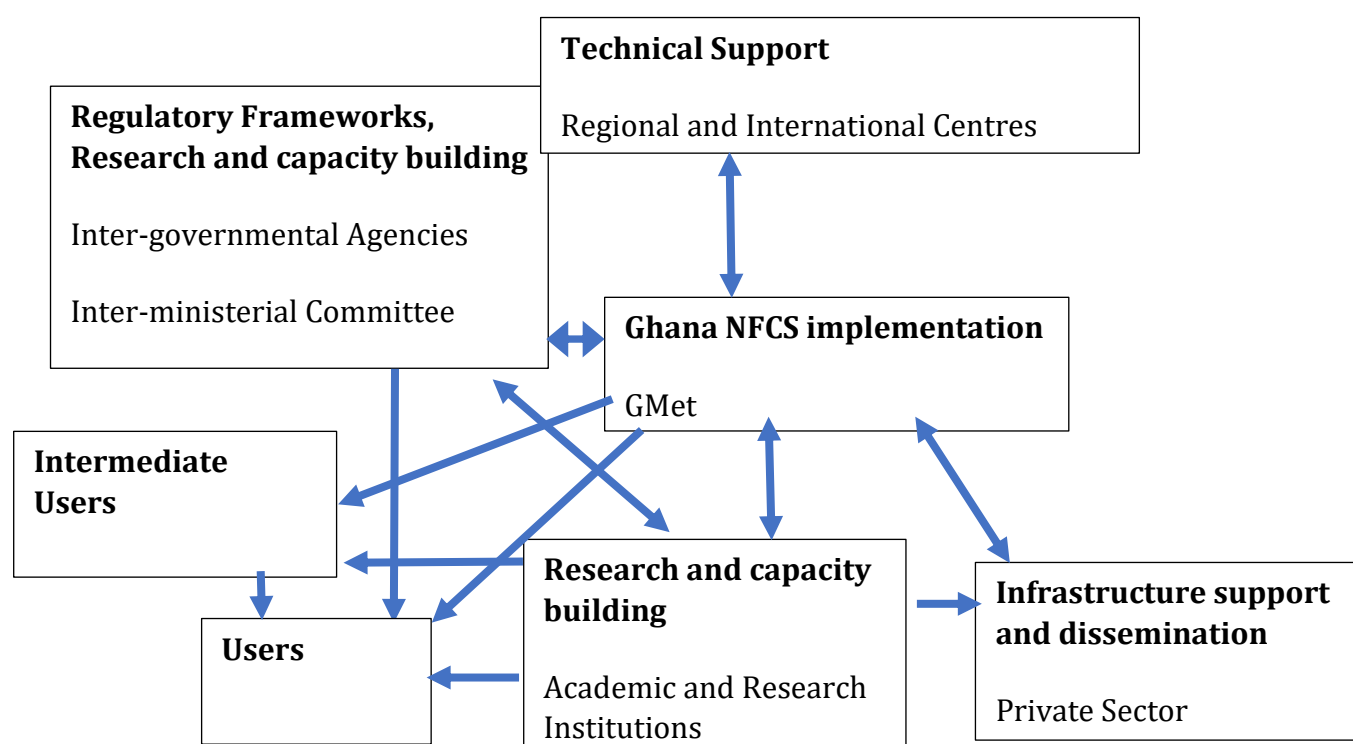 Technical Support
Regional and International Centres
Regulatory Frameworks,
Research and capacity building
Inter-governmental Agencies
Inter-ministerial Committee
Ghana NFCS implementation
GMet
Intermediate
Users
Users
Research and capacity
building
Academic and Research
Institutions
Infrastructure support
and dissemination
Private Sector